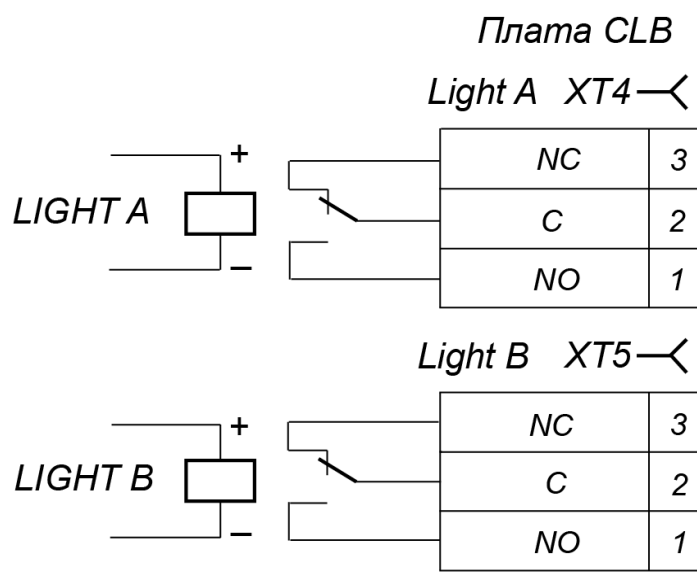 Плата CLB
Light A XT4
NC 3
+
LIGHT A
C 2
–
NO 1
Light B XT5
NC 3
+
LIGHT B
C 2
–
NO 1